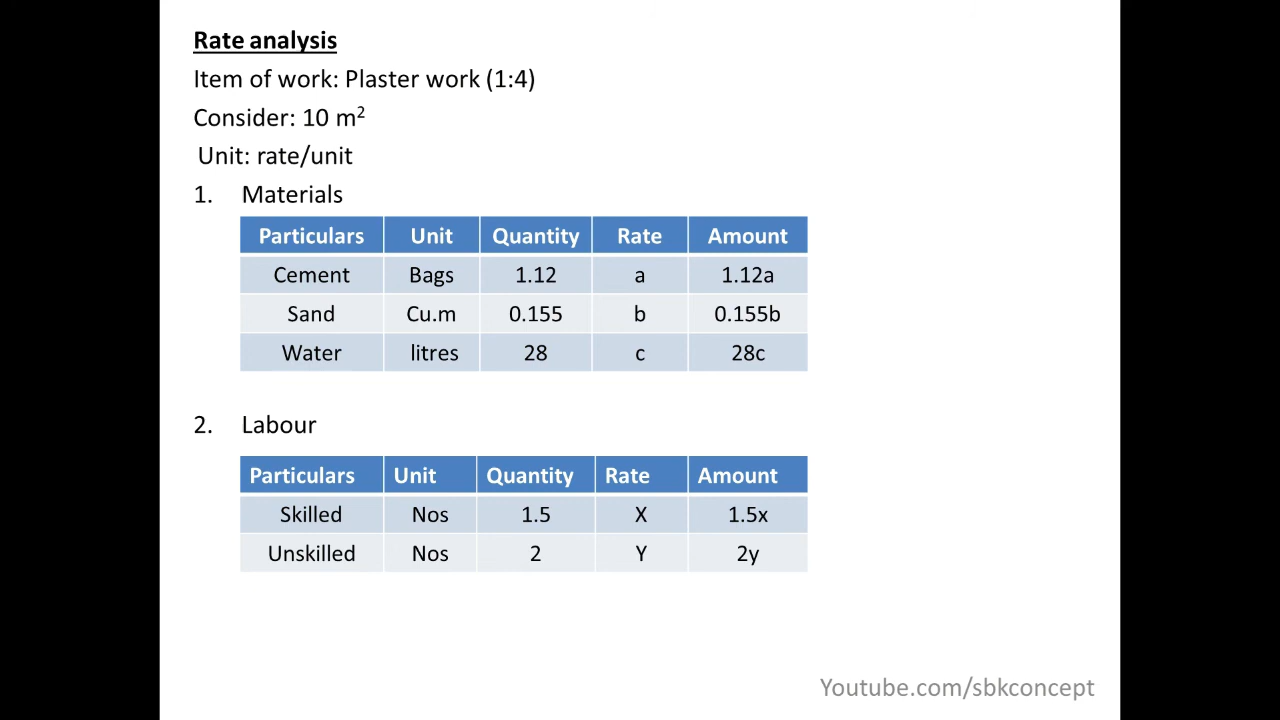 Rate analysis
Item of work: Plaster work (1:4)
Consider: 10 m²
Unit: rate/unit
1. Materials
Particulars Unit Quantity Rate Amount
Cement Bags 1.12 a 1.12a
Sand Cu.m 0.155 b 0.155b
Water litres 28 c 28c
2. Labour
Particulars Unit Quantity Rate Amount
Skilled Nos 1.5 X 1.5x
Unskilled Nos 2 Y 2y
Youtube.com/sbkconcept